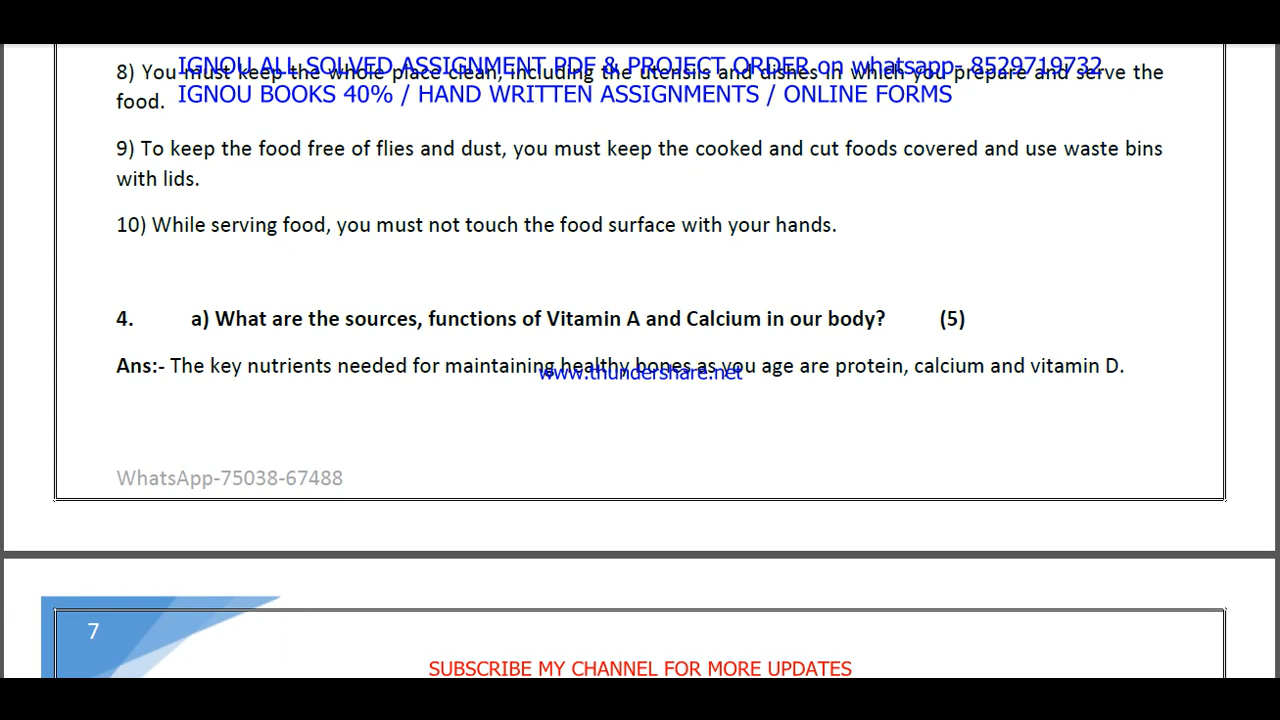 IGNOU ALL SOLVED ASSIGNMENT PDF & PROJECT ORDER on whatsapp- 8529719732
8) You must keep the whole place clean, including the utensils and dishes in which you prepare and serve the
IGNOU BOOKS 40% / HAND WRITTEN ASSIGNMENTS / ONLINE FORMS
food.
9) To keep the food free of flies and dust, you must keep the cooked and cut foods covered and use waste bins
with lids.
10) While serving food, you must not touch the food surface with your hands.
4. a) What are the sources, functions of Vitamin A and Calcium in our body? (5)
Ans:- The key nutrients needed for maintaining healthy bones as you age are protein, calcium and vitamin D.
www.thundershare.net
WhatsApp-75038-67488
7
SUBSCRIBE MY CHANNEL FOR MORE UPDATES